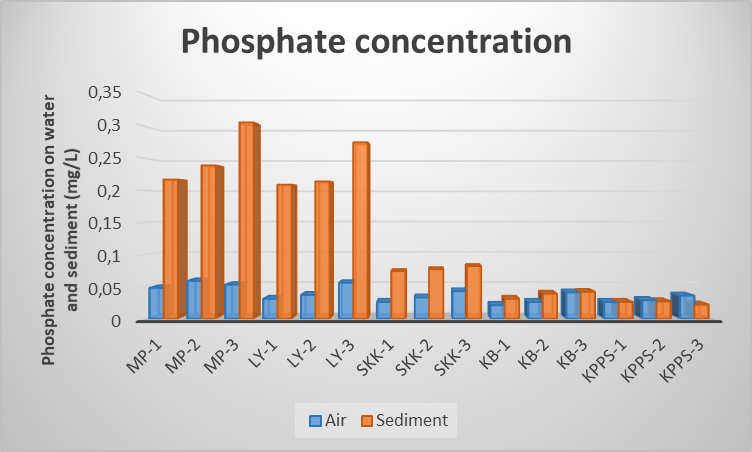 Phosphate concentration
Phosphate concentration on water
and sediment (mg/L)
0,35
0,3
0,25
0,2
0,15
0,1
0,05
0
MP-1
MP-2
MP-3
LY-1
LY-2
LY-3
SKK-1
SKK-2
SKK-3
KB-1
KB-2
KB-3
KPPS-1
KPPS-2
KPPS-3
Air
Sediment